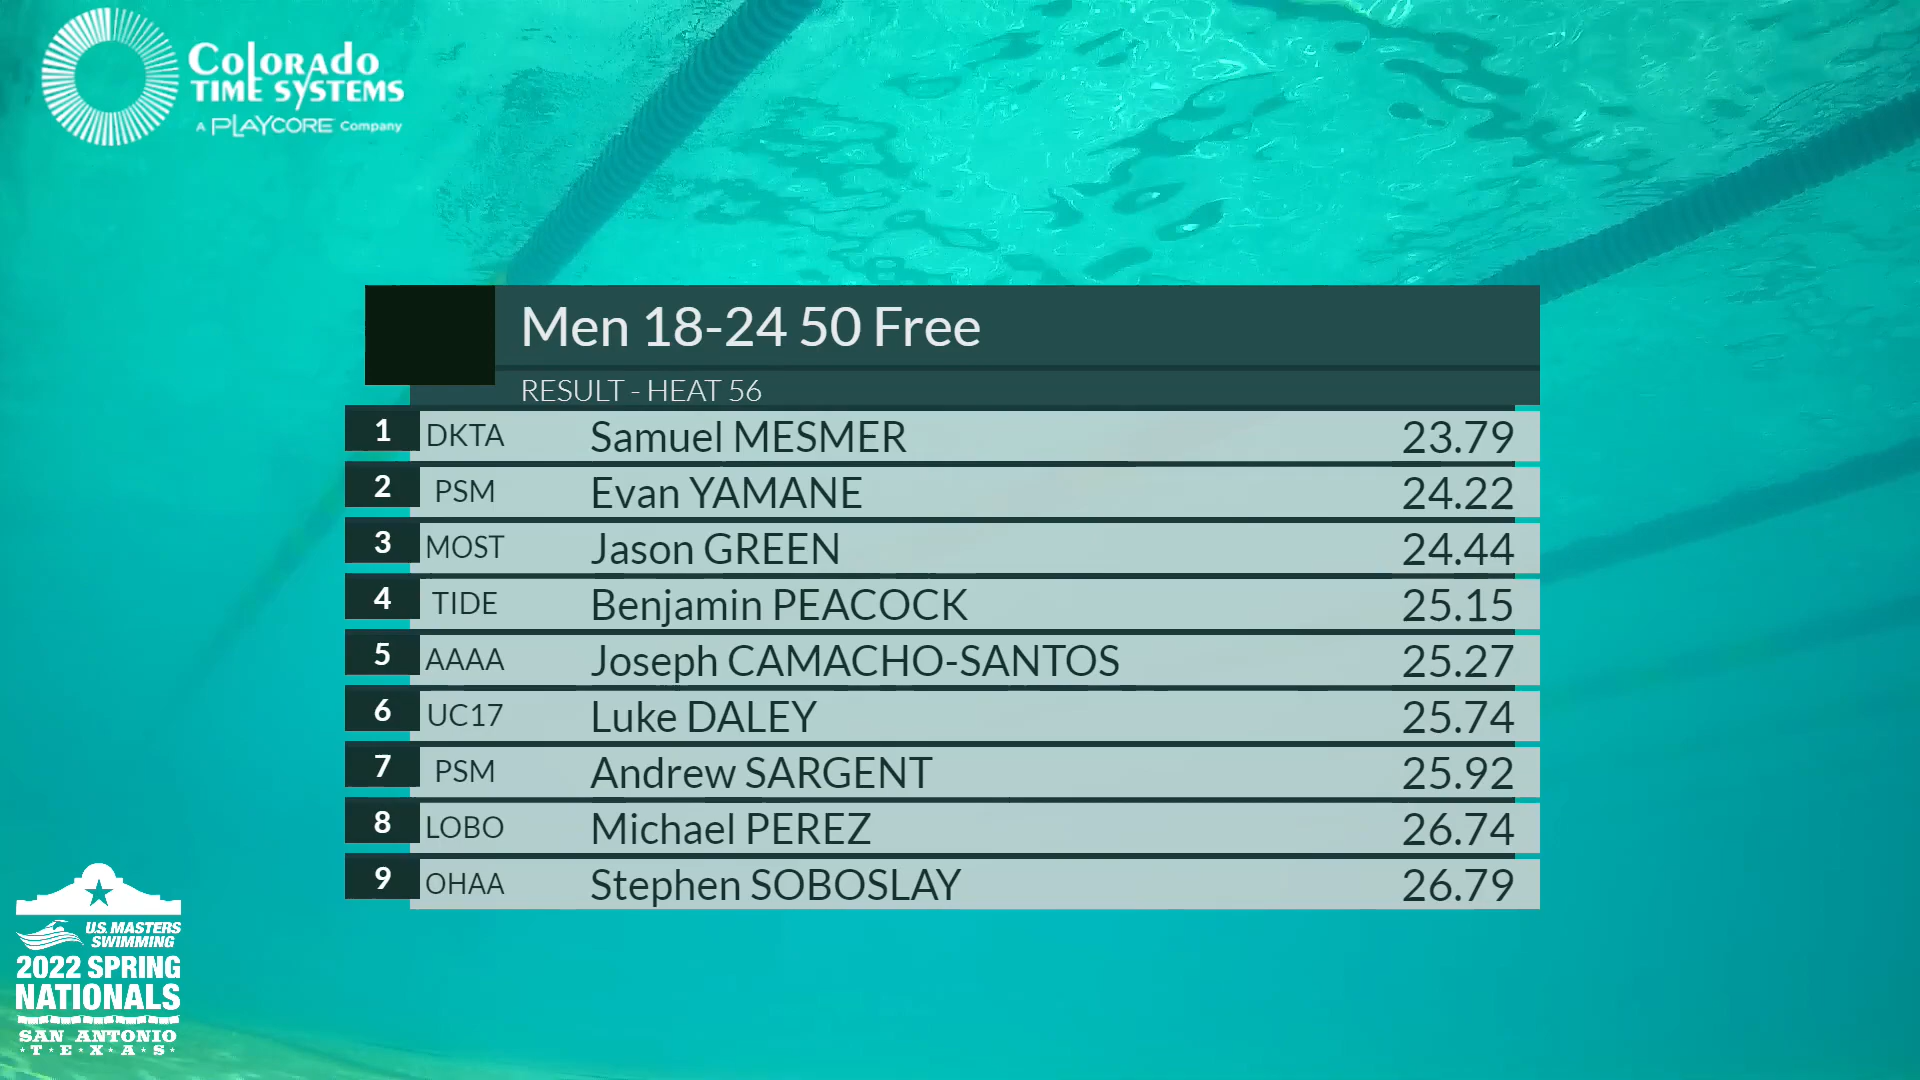 Colorado
TIME SYSTEMS
A PLAYCORE Company
Men 18-24 50 Free
RESULT - HEAT 56
1 DKTA Samuel MESMER 23.79
2 PSM Evan YAMANE 24.22
3 MOST Jason GREEN 24.44
4 TIDE Benjamin PEACOCK 25.15
5 AAAA Joseph CAMACHO-SANTOS 25.27
6 UC17 Luke DALEY 25.74
7 PSM Andrew SARGENT 25.92
8 LOBO Michael PEREZ 26.74
9 OHAA Stephen SOBOSLAY 26.79
U.S. MASTERS
SWIMMING
2022 SPRING
NATIONALS
SAN ANTONIO
T·E·X·A·S